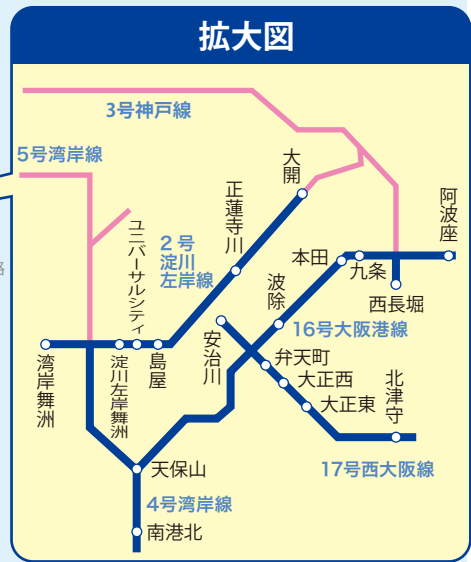 拡大図
3号神戸線
5号湾岸線
大開
正蓮寺川
阿波座
ユニバーサルシティ
2号
淀川
左岸線
本田
九条
波除
西長堀
16号大阪港線
安治川
弁天町
湾岸舞洲
淀川左岸舞洲
島屋
大正西
北津守
大正東
17号西大阪線
天保山
4号湾岸線
南港北